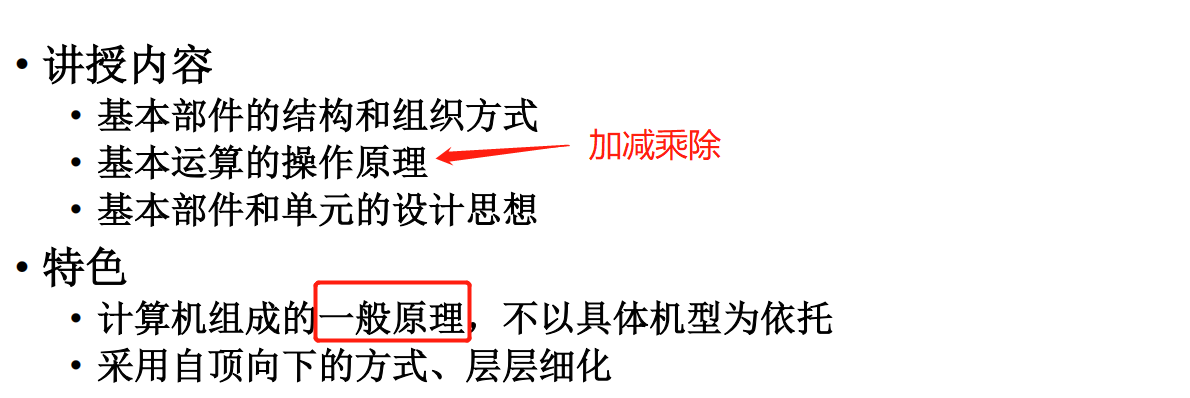 • 讲授内容
• 基本部件的结构和组织方式
• 基本运算的操作原理
加减乘除
• 基本部件和单元的设计思想
• 特色
• 计算机组成的一般原理，不以具体机型为依托
• 采用自顶向下的方式、层层细化